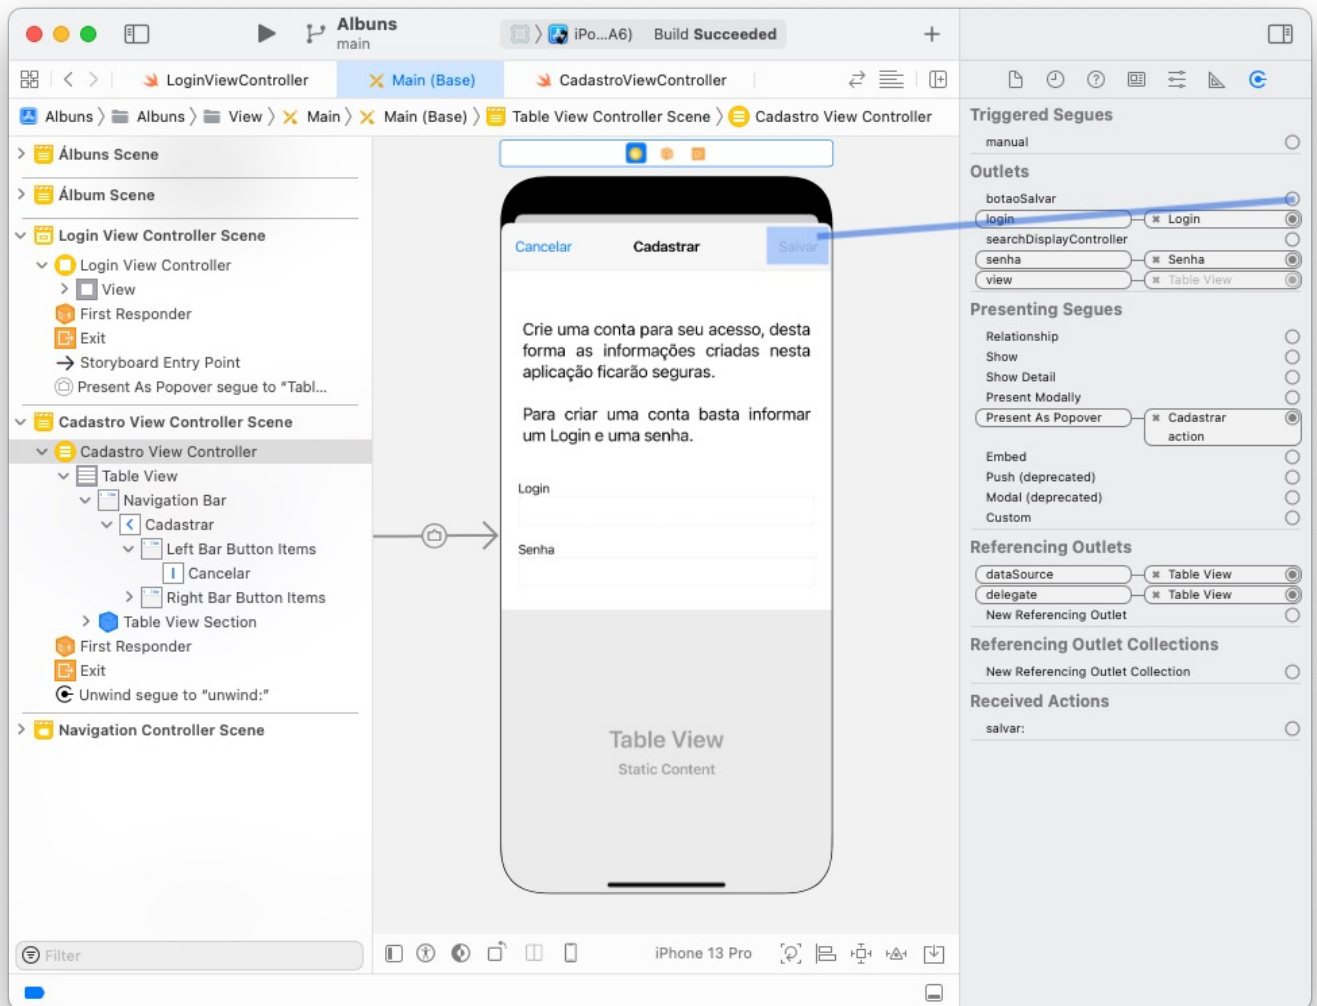 Albuns
main
iPo...A6) Build Succeeded
LoginViewController
Main (Base)
CadastroViewController
Albuns
Albuns
View
Main
Main (Base)
Table View Controller Scene
Cadastro View Controller
Álbuns Scene
Álbum Scene
Login View Controller Scene
Login View Controller
View
First Responder
Exit
Storyboard Entry Point
Present As Popover segue to "Tabl...
Cadastro View Controller Scene
Cadastro View Controller
Table View
Navigation Bar
Cadastrar
Left Bar Button Items
Cancelar
Right Bar Button Items
Table View Section
First Responder
Exit
Unwind segue to "unwind:"
Navigation Controller Scene
Filter
Cancelar
Cadastrar
Salvar
Crie uma conta para seu acesso, desta
forma as informações criadas nesta
aplicação ficarão seguras.
Para criar uma conta basta informar
um Login e uma senha.
Login
Senha
Table View
Static Content
iPhone 13 Pro
Triggered Segues
manual
Outlets
botaoSalvar
login
Login
searchDisplayController
senha
Senha
view
Table View
Presenting Segues
Relationship
Show
Show Detail
Present Modally
Present As Popover
Cadastrar
action
Embed
Push (deprecated)
Modal (deprecated)
Custom
Referencing Outlets
dataSource
Table View
delegate
Table View
New Referencing Outlet
Referencing Outlet Collections
New Referencing Outlet Collection
Received Actions
salvar: